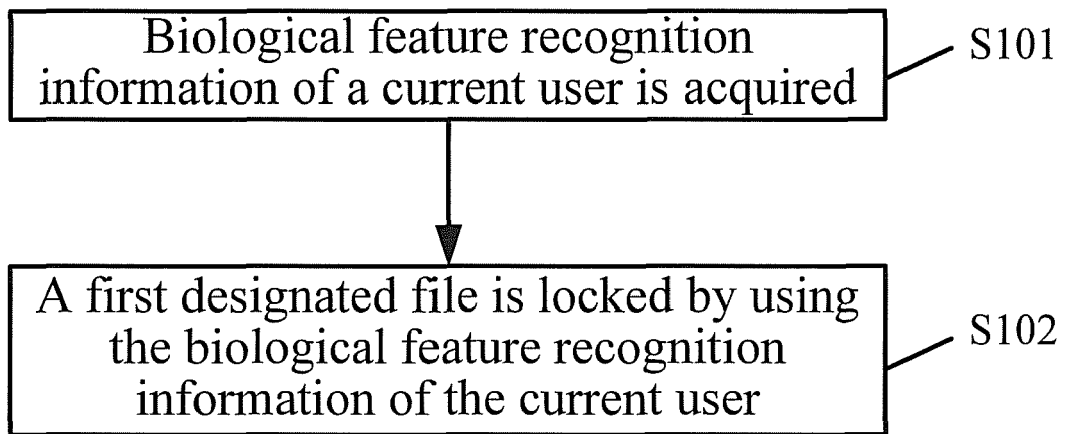 Biological feature recognition
information of a current user is acquired
S101
A first designated file is locked by using
the biological feature recognition
information of the current user
S102